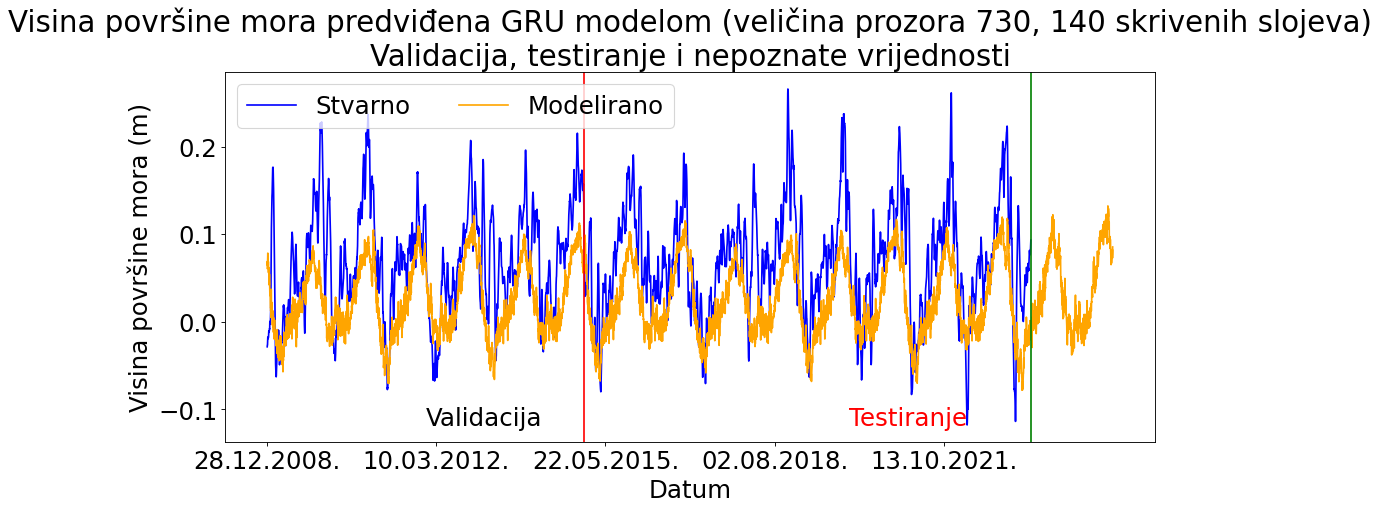 Visina površine mora predviđena GRU modelom (veličina prozora 730, 140 skrivenih slojeva)
Validacija, testiranje i nepoznate vrijednosti
Stvarno
Modelirano
Visina površine mora (m)
0.2
0.1
0.0
−0.1
Validacija
Testiranje
28.12.2008.
10.03.2012.
22.05.2015.
02.08.2018.
13.10.2021.
Datum